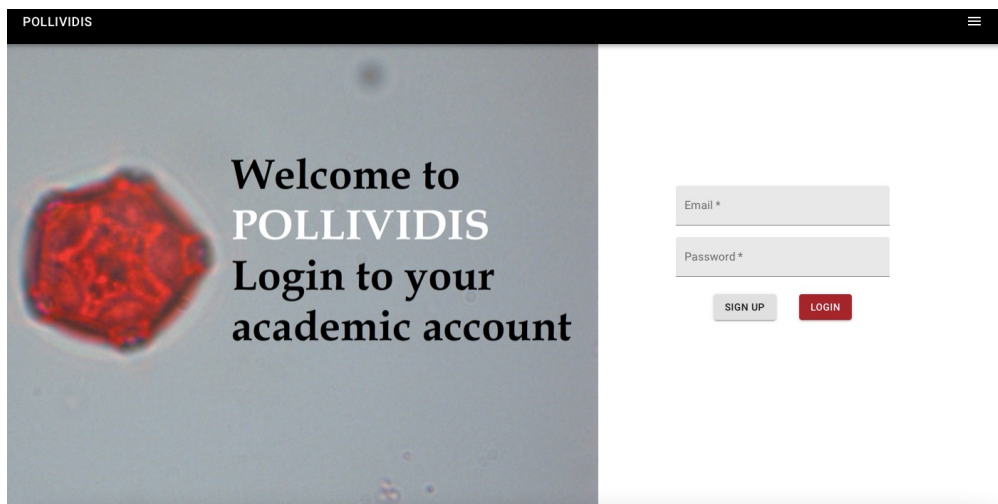 POLLIVIDIS
Welcome to
POLLIVIDIS
Login to your
academic account
Email *
Password *
SIGN UP
LOGIN